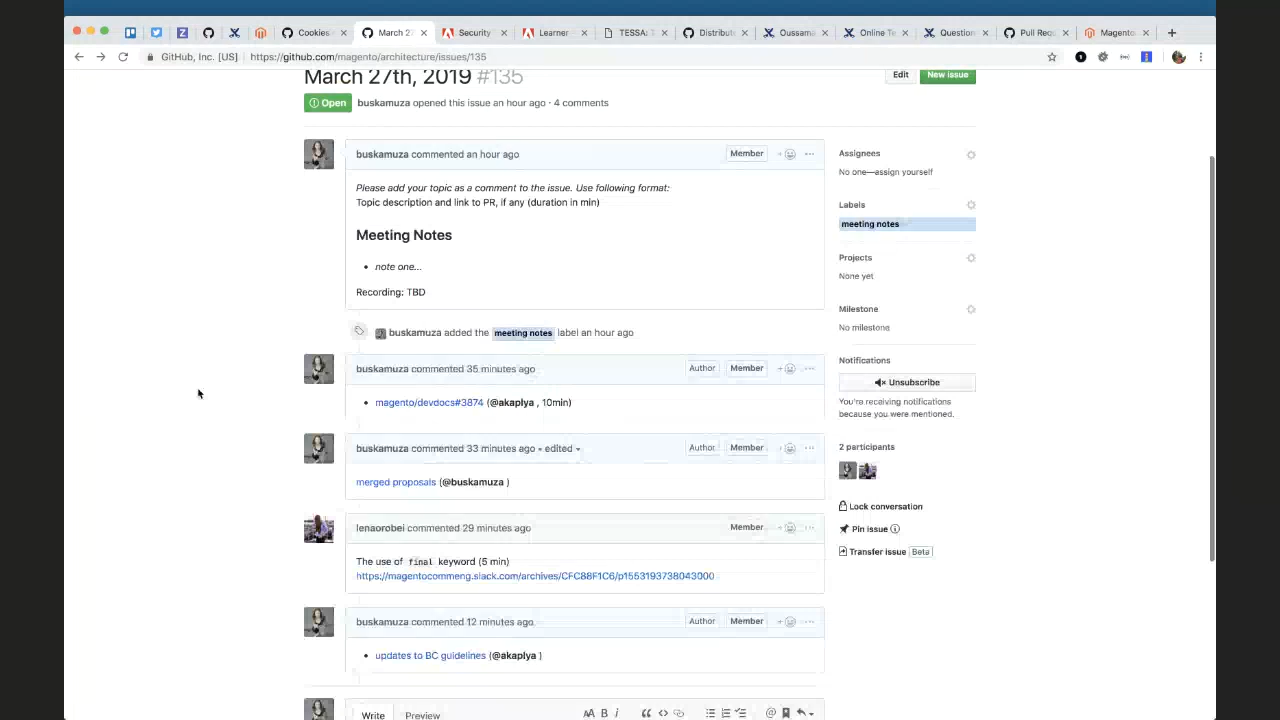 Cookies
March 27
Security
Learner
TESSA: T
Distribute
Oussama
Online Te
Question
Pull Requ
Magento
GitHub, Inc. [US]
https://github.com/magento/architecture/issues/135
March 27th, 2019 #135
Edit
New issue
Open
buskamuza opened this issue an hour ago · 4 comments
buskamuza commented an hour ago
Member
Please add your topic as a comment to the issue. Use following format:
Topic description and link to PR, if any (duration in min)
Meeting Notes
• note one...
Recording: TBD
buskamuza added the meeting notes label an hour ago
buskamuza commented 35 minutes ago
Author
Member
• magento/devdocs#3874 (@akaplya , 10min)
buskamuza commented 33 minutes ago • edited
Author
Member
merged proposals (@buskamuza )
lenaorobei commented 29 minutes ago
Member
The use of final keyword (5 min)
https://magentocommeng.slack.com/archives/CFC88F1C6/p1553193738043000
buskamuza commented 12 minutes ago
Author
Member
• updates to BC guidelines (@akaplya )
Write
Preview
AA B i
Assignees
No one—assign yourself
Labels
meeting notes
Projects
None yet
Milestone
No milestone
Notifications
Unsubscribe
You're receiving notifications
because you were mentioned.
2 participants
Lock conversation
Pin issue
Transfer issue Beta